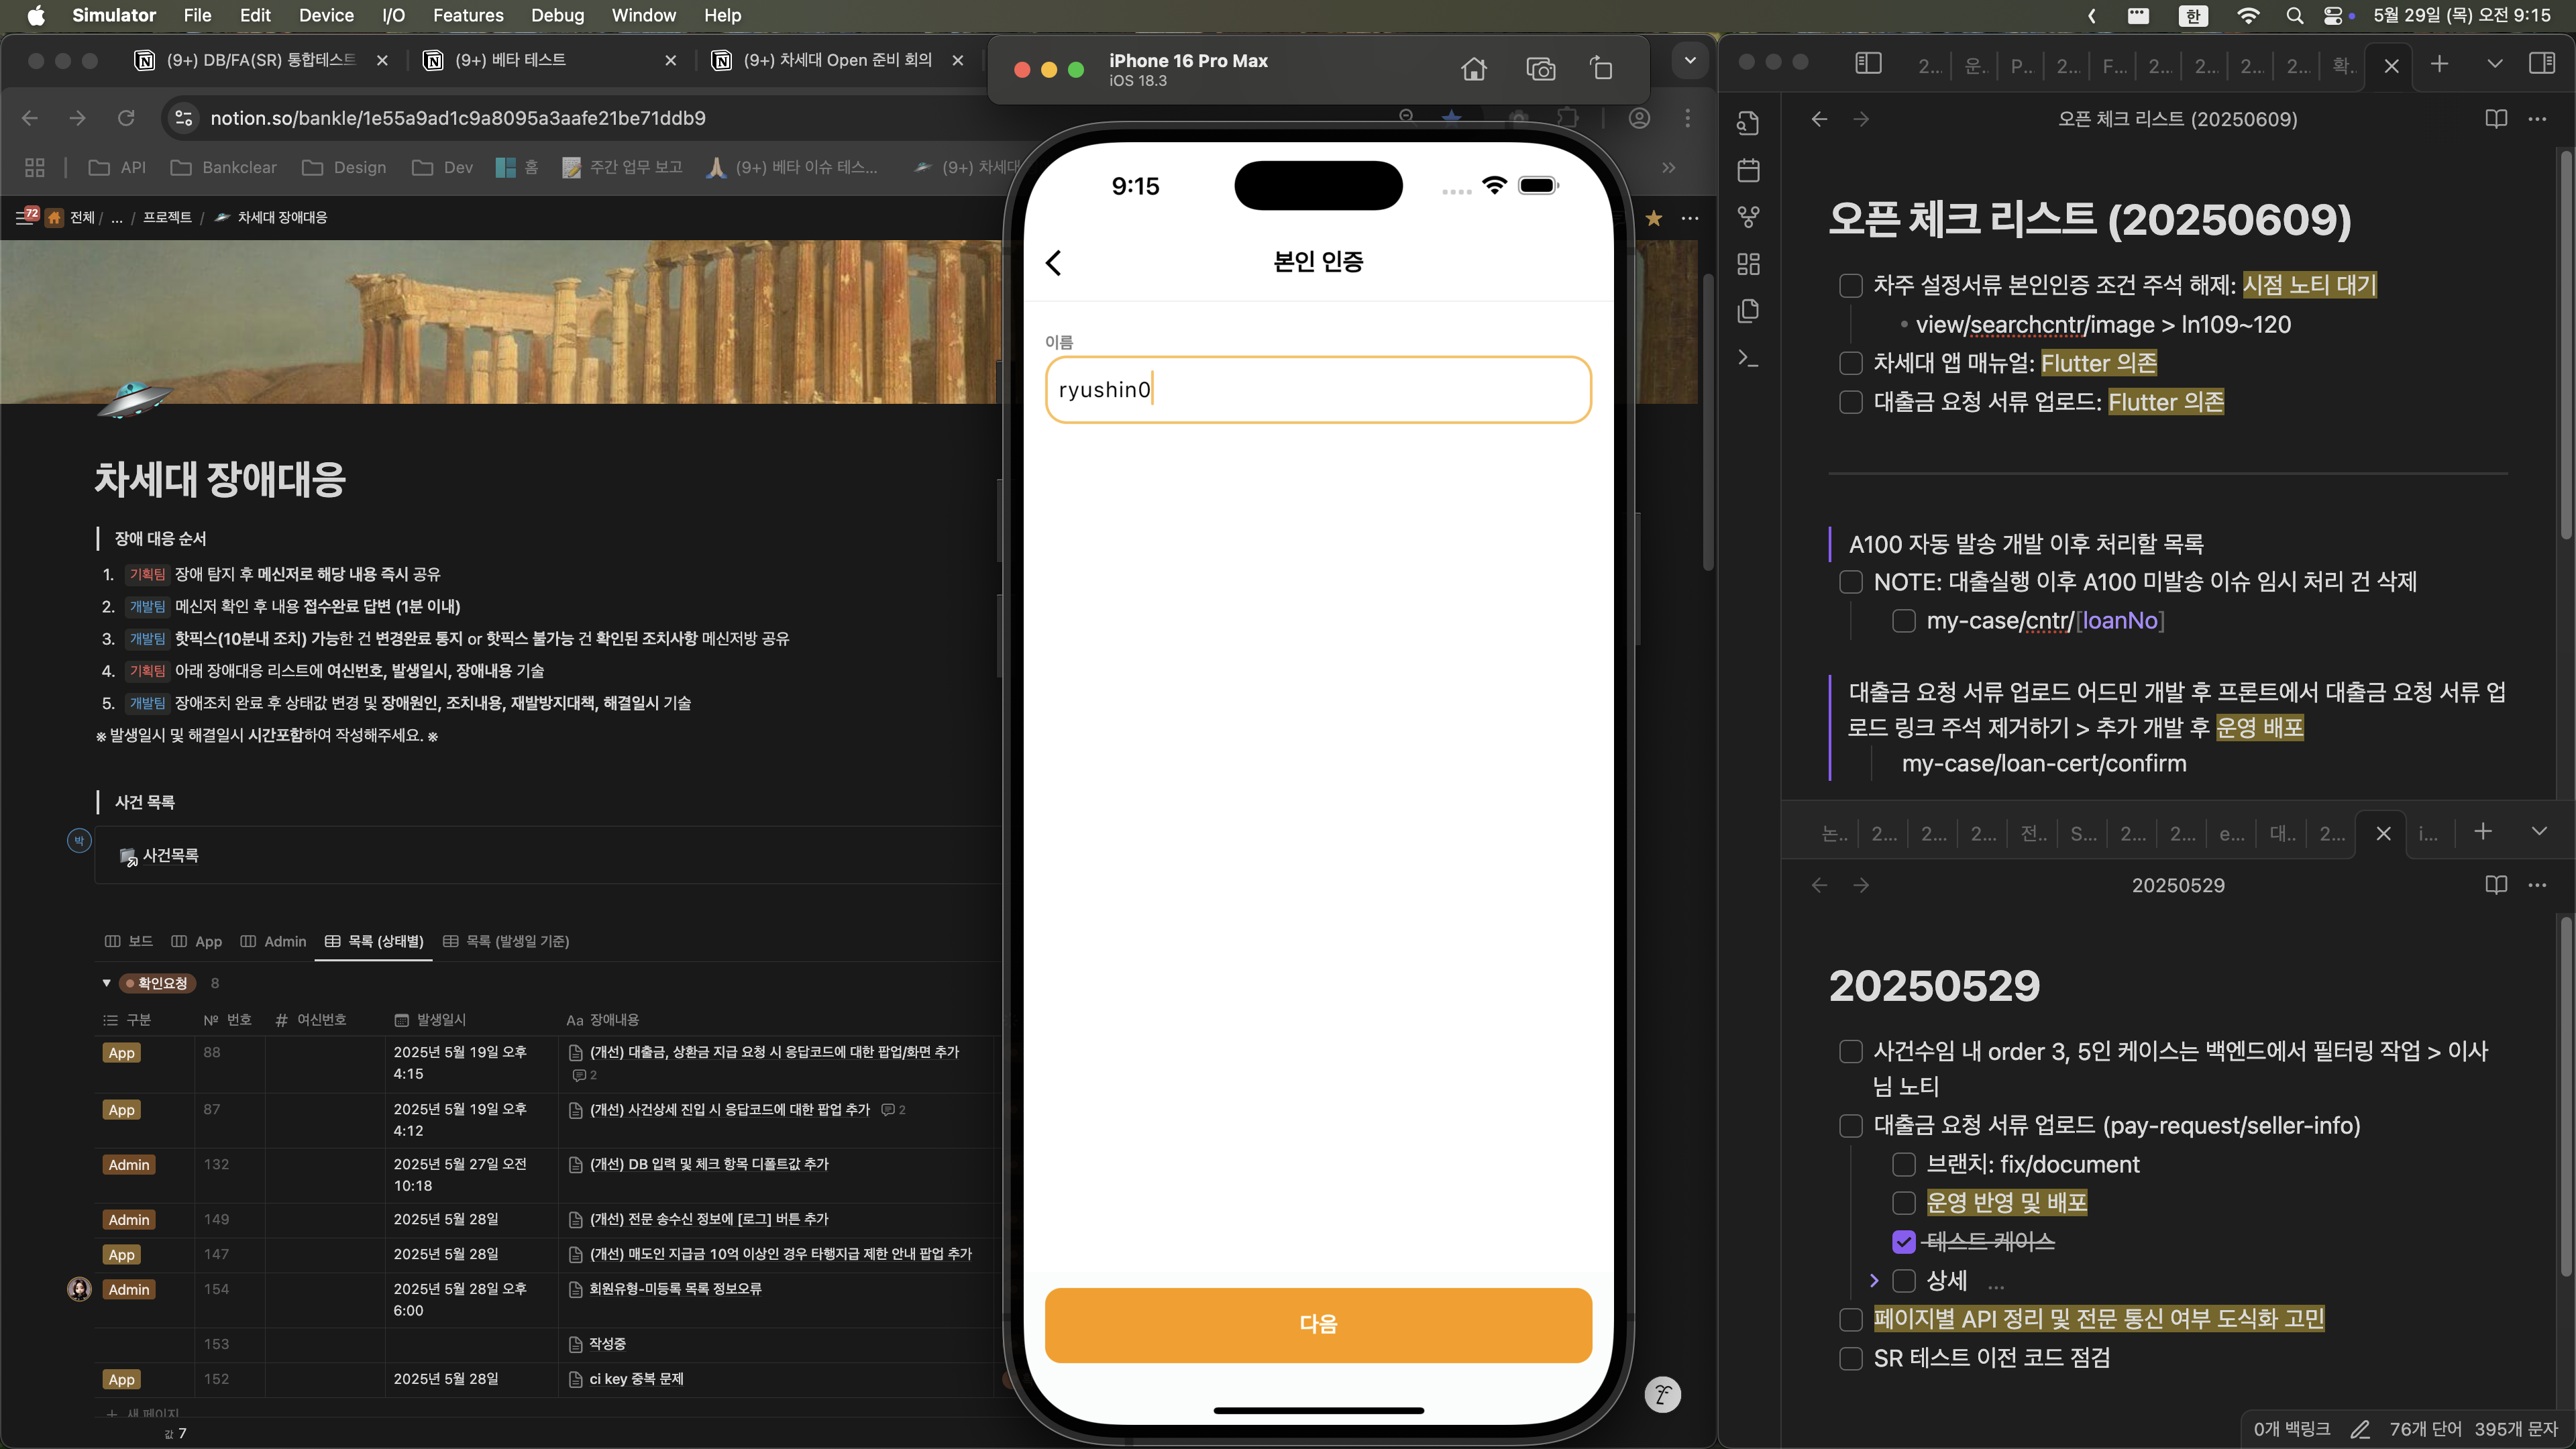 Simulator File Edit Device I/O Features Debug Window Help
한 5월 29일 (목) 오전 9:15
(9+) DB/FA(SR) 통합테스트
(9+) 베타 테스트
(9+) 차세대 Open 준비 회의
notion.so/bankle/1e55a9ad1c9a8095a3aafe21be71ddb9
API Bankclear Design Dev 홈 주간 업무 보고 (9+) 베타 이슈 테스... (9+) 차세대
72 전체 / ... / 프로젝트 / 차세대 장애대응
차세대 장애대응
장애 대응 순서
1. 기획팀 장애 탐지 후 메신저로 해당 내용 즉시 공유
2. 개발팀 메신저 확인 후 내용 접수완료 답변 (1분 이내)
3. 개발팀 핫픽스(10분내 조치) 가능한 건 변경완료 통지 or 핫픽스 불가능 건 확인된 조치사항 메신저방 공유
4. 기획팀 아래 장애대응 리스트에 여신번호, 발생일시, 장애내용 기술
5. 개발팀 장애조치 완료 후 상태값 변경 및 장애원인, 조치내용, 재발방지대책, 해결일시 기술
※ 발생일시 및 해결일시 시간포함하여 작성해주세요. ※
사건 목록
박
사건목록
보드 App Admin 목록 (상태별) 목록 (발생일 기준)
확인요청 8
구분 № 번호 # 여신번호 발생일시 Aa 장애내용
App 88 2025년 5월 19일 오후 4:15 (개선) 대출금, 상환금 지급 요청 시 응답코드에 대한 팝업/화면 추가 2
App 87 2025년 5월 19일 오후 4:12 (개선) 사건상세 진입 시 응답코드에 대한 팝업 추가 2
Admin 132 2025년 5월 27일 오전 10:18 (개선) DB 입력 및 체크 항목 디폴트값 추가
Admin 149 2025년 5월 28일 (개선) 전문 송수신 정보에 [로그] 버튼 추가
App 147 2025년 5월 28일 (개선) 매도인 지급금 10억 이상인 경우 타행지급 제한 안내 팝업 추가
Admin 154 2025년 5월 28일 오후 6:00 회원유형-미등록 목록 정보오류
153 작성중
App 152 2025년 5월 28일 ci key 중복 문제
+ 새 페이지
값 7
iPhone 16 Pro Max
iOS 18.3
9:15
본인 인증
이름
ryushin0
다음
2... 운.. P... 2... F... 2... 2... 2... 2... 확..
오픈 체크 리스트 (20250609)
오픈 체크 리스트 (20250609)
차주 설정서류 본인인증 조건 주석 해제: 시점 노티 대기
• view/searchcntr/image > ln109~120
차세대 앱 매뉴얼: Flutter 의존
대출금 요청 서류 업로드: Flutter 의존
A100 자동 발송 개발 이후 처리할 목록
NOTE: 대출실행 이후 A100 미발송 이슈 임시 처리 건 삭제
my-case/cntr/[loanNo]
대출금 요청 서류 업로드 어드민 개발 후 프론트에서 대출금 요청 서류 업
로드 링크 주석 제거하기 > 추가 개발 후 운영 배포
my-case/loan-cert/confirm
논.. 2... 2... 2... 전.. S... 2... 2... e... 대.. 2... i...
20250529
20250529
사건수임 내 order 3, 5인 케이스는 백엔드에서 필터링 작업 > 이사
님 노티
대출금 요청 서류 업로드 (pay-request/seller-info)
브랜치: fix/document
운영 반영 및 배포
테스트 케이스
상세 ...
페이지별 API 정리 및 전문 통신 여부 도식화 고민
SR 테스트 이전 코드 점검
0개 백링크 76개 단어 395개 문자